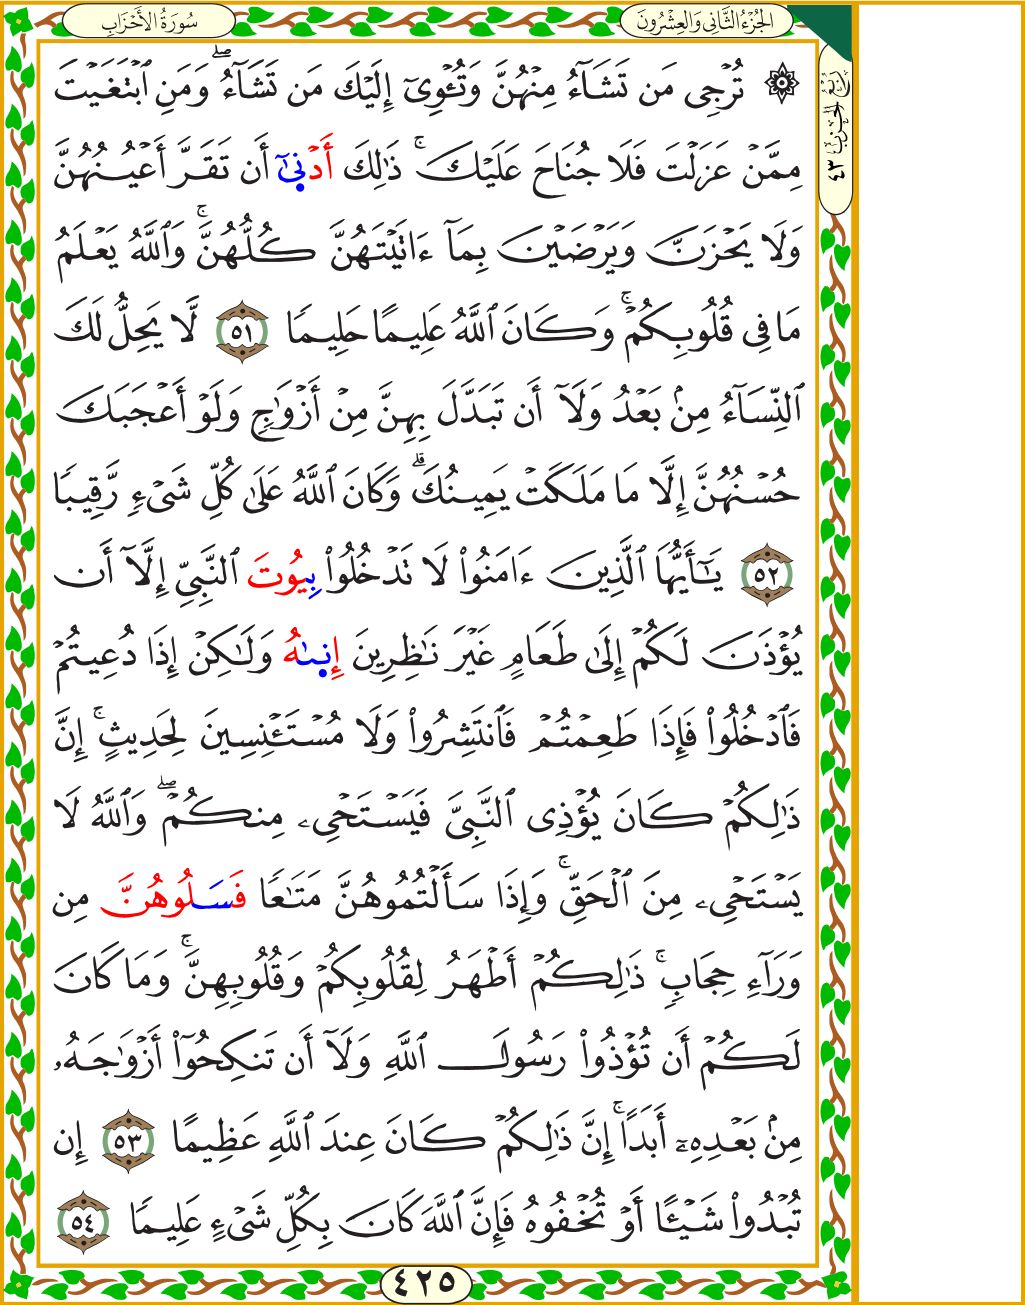 سُورَةُ الأَحْزَابِ
الجُزْءُ الثَّانِي وَالعِشْرُونَ
رُبْعُ الحِزْبِ ٤٣
۞ تُرْجِى مَن تَشَآءُ مِنْهُنَّ وَتُـْٔوِىٓ إِلَيْكَ مَن تَشَآءُ ۖ وَمَنِ ٱبْتَغَيْتَ
مِمَّنْ عَزَلْتَ فَلَا جُنَاحَ عَلَيْكَ ۚ ذَٰلِكَ أَدْنِىٰٓ أَن تَقَرَّ أَعْيُنُهُنَّ
وَلَا يَحْزَنَّ وَيَرْضَيْنَ بِمَآ ءَاتَيْتَهُنَّ كُلُّهُنَّ ۚ وَٱللَّهُ يَعْلَمُ
مَا فِى قُلُوبِكُمْ ۚ وَكَانَ ٱللَّهُ عَلِيمًا حَلِيمًا ٥١ لَّا يَحِلُّ لَكَ
ٱلنِّسَآءُ مِنۢ بَعْدُ وَلَآ أَن تَبَدَّلَ بِهِنَّ مِنْ أَزْوَٰجٍ وَلَوْ أَعْجَبَكَ
حُسْنُهُنَّ إِلَّا مَا مَلَكَتْ يَمِينُكَ ۗ وَكَانَ ٱللَّهُ عَلَىٰ كُلِّ شَىْءٍ رَّقِيبًا
٥٢ يَـٰٓأَيُّهَا ٱلَّذِينَ ءَامَنُوا۟ لَا تَدْخُلُوا۟ بِيُوتَ ٱلنَّبِىِّ إِلَّآ أَن
يُؤْذَنَ لَكُمْ إِلَىٰ طَعَامٍ غَيْرَ نَـٰظِرِينَ إِنىٰهُ وَلَـٰكِنْ إِذَا دُعِيتُمْ
فَٱدْخُلُوا۟ فَإِذَا طَعِمْتُمْ فَٱنتَشِرُوا۟ وَلَا مُسْتَـْٔنِسِينَ لِحَدِيثٍ ۚ إِنَّ
ذَٰلِكُمْ كَانَ يُؤْذِى ٱلنَّبِىَّ فَيَسْتَحْىِۦ مِنكُمْ ۖ وَٱللَّهُ لَا
يَسْتَحْىِۦ مِنَ ٱلْحَقِّ ۚ وَإِذَا سَأَلْتُمُوهُنَّ مَتَـٰعًا فَسَلُوهُنَّ مِن
وَرَآءِ حِجَابٍ ۚ ذَٰلِكُمْ أَطْهَرُ لِقُلُوبِكُمْ وَقُلُوبِهِنَّ ۚ وَمَا كَانَ
لَكُمْ أَن تُؤْذُوا۟ رَسُولَ ٱللَّهِ وَلَآ أَن تَنكِحُوٓا۟ أَزْوَٰجَهُۥ
مِنۢ بَعْدِهِۦٓ أَبَدًا ۚ إِنَّ ذَٰلِكُمْ كَانَ عِندَ ٱللَّهِ عَظِيمًا ٥٣ إِن
تُبْدُوا۟ شَيْـًٔا أَوْ تُخْفُوهُ فَإِنَّ ٱللَّهَ كَانَ بِكُلِّ شَىْءٍ عَلِيمًا ٥٤
٤٢٥